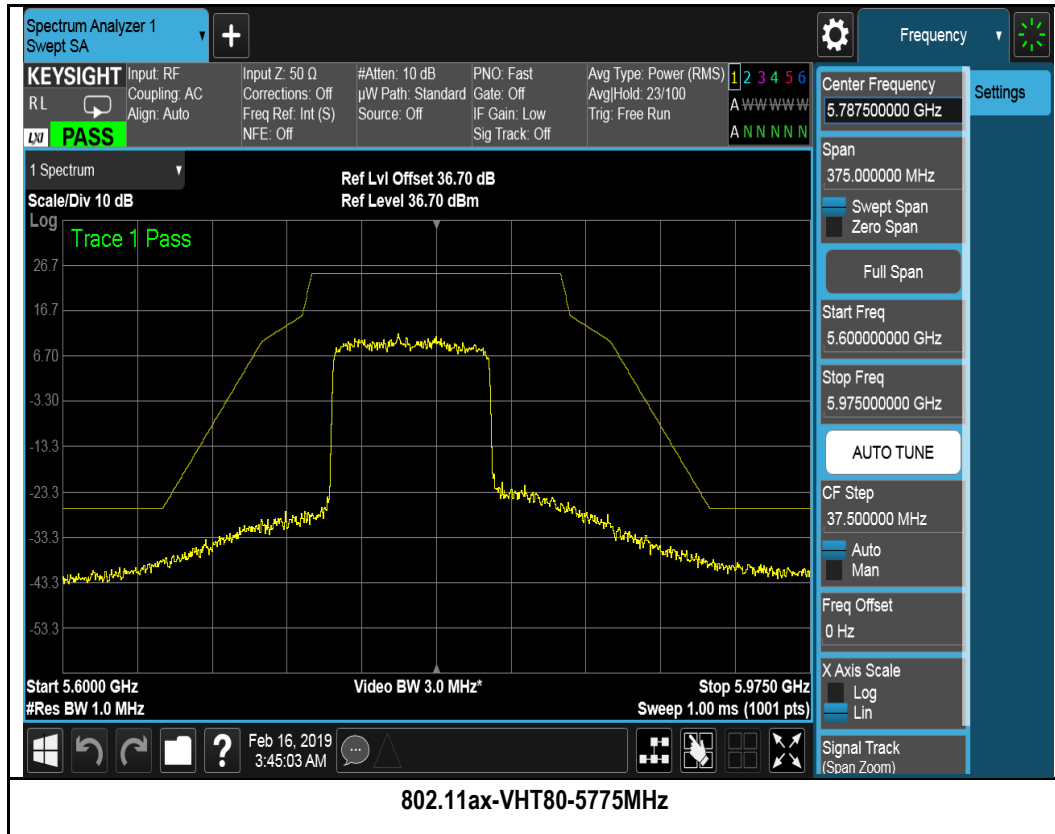 Spectrum Analyzer 1
Swept SA
+
Frequency
KEYSIGHT
RL
LXI PASS
Input: RF
Coupling: AC
Align: Auto
Input Z: 50 Ω
Corrections: Off
Freq Ref: Int (S)
NFE: Off
#Atten: 10 dB
µW Path: Standard
Source: Off
PNO: Fast
Gate: Off
IF Gain: Low
Sig Track: Off
Avg Type: Power (RMS)
Avg|Hold: 23/100
Trig: Free Run
1 2 3 4 5 6
A W W W W W
A N N N N N
1 Spectrum
Scale/Div 10 dB
Ref Lvl Offset 36.70 dB
Ref Level 36.70 dBm
Log
Trace 1 Pass
26.7
16.7
6.70
-3.30
-13.3
-23.3
-33.3
-43.3
-53.3
Start 5.6000 GHz
#Res BW 1.0 MHz
Video BW 3.0 MHz*
Stop 5.9750 GHz
Sweep 1.00 ms (1001 pts)
?
Feb 16, 2019
3:45:03 AM
Center Frequency
5.787500000 GHz
Span
375.000000 MHz
Swept Span
Zero Span
Full Span
Start Freq
5.600000000 GHz
Stop Freq
5.975000000 GHz
AUTO TUNE
CF Step
37.500000 MHz
Auto
Man
Freq Offset
0 Hz
X Axis Scale
Log
Lin
Signal Track
(Span Zoom)
Settings
802.11ax-VHT80-5775MHz